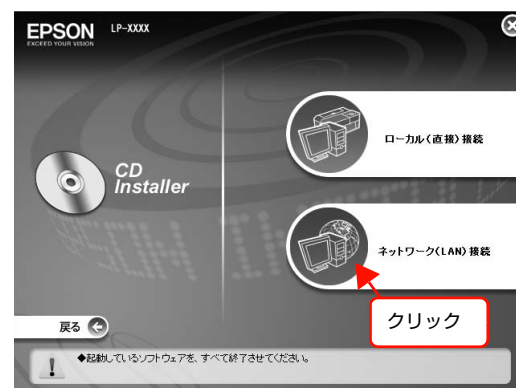 EPSON
EXCEED YOUR VISION
LP-XXXX
ローカル(直接)接続
CD
Installer
ネットワーク(LAN)接続
クリック
戻る
◆起動しているソフトウェアを、すべて終了させてください。